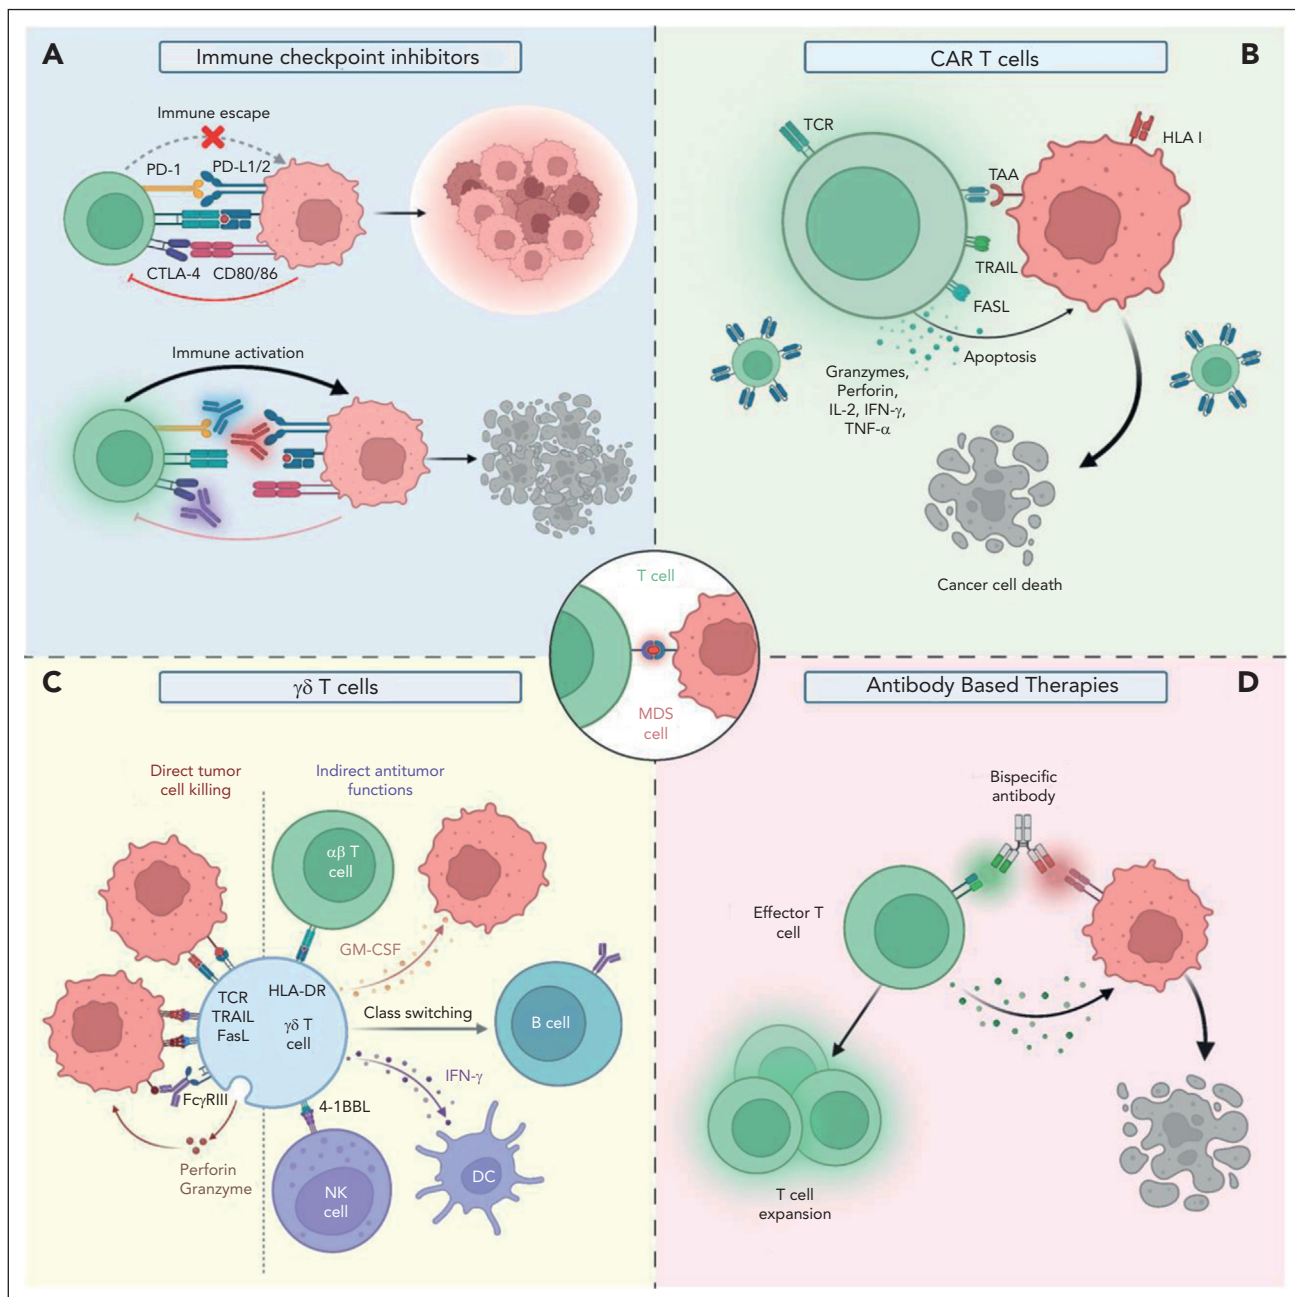 A
Immune checkpoint inhibitors
Immune escape
PD-1
PD-L1/2
CTLA-4
CD80/86
Immune activation
B
CAR T cells
TCR
HLA I
TAA
TRAIL
FASL
Apoptosis
Granzymes,
Perforin,
IL-2, IFN-γ,
TNF-α
Cancer cell death
T cell
MDS
cell
C
γδ T cells
Direct tumor
cell killing
Indirect antitumor
functions
αβ T
cell
GM-CSF
TCR
TRAIL
FasL
HLA-DR
γδ T
cell
Class switching
B cell
IFN-γ
FcγRIII
4-1BBL
Perforin
Granzyme
NK
cell
DC
D
Antibody Based Therapies
Bispecific
antibody
Effector T
cell
T cell
expansion